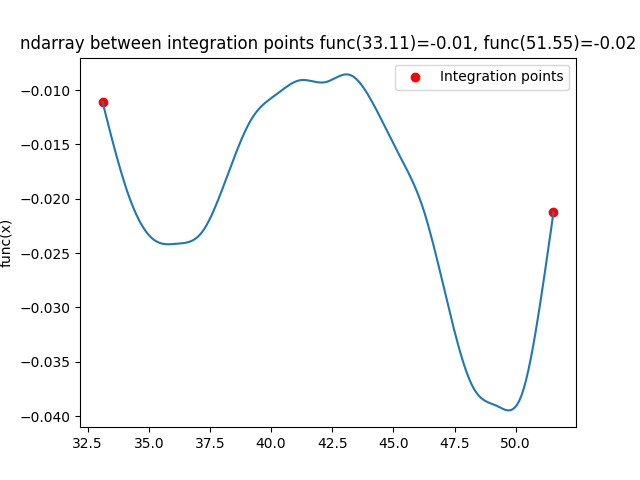 ndarray between integration points func(33.11)=-0.01, func(51.55)=-0.02
Integration points
func(x)
−0.010
−0.015
−0.020
−0.025
−0.030
−0.035
−0.040
32.5 35.0 37.5 40.0 42.5 45.0 47.5 50.0